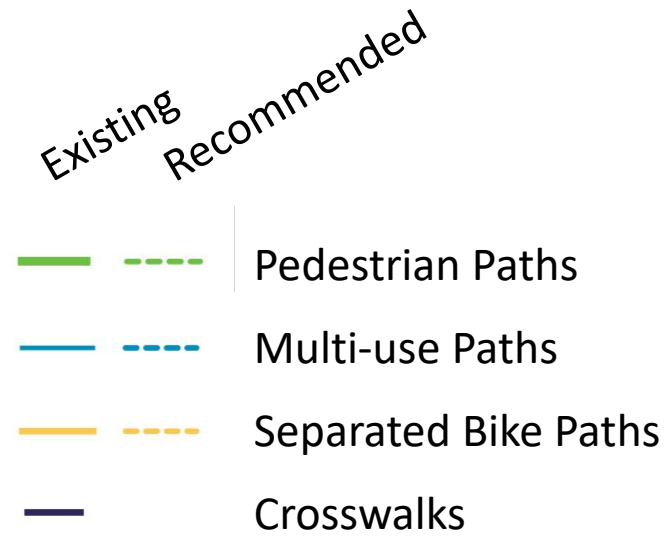 Existing
Recommended
Pedestrian Paths
Multi-use Paths
Separated Bike Paths
Crosswalks